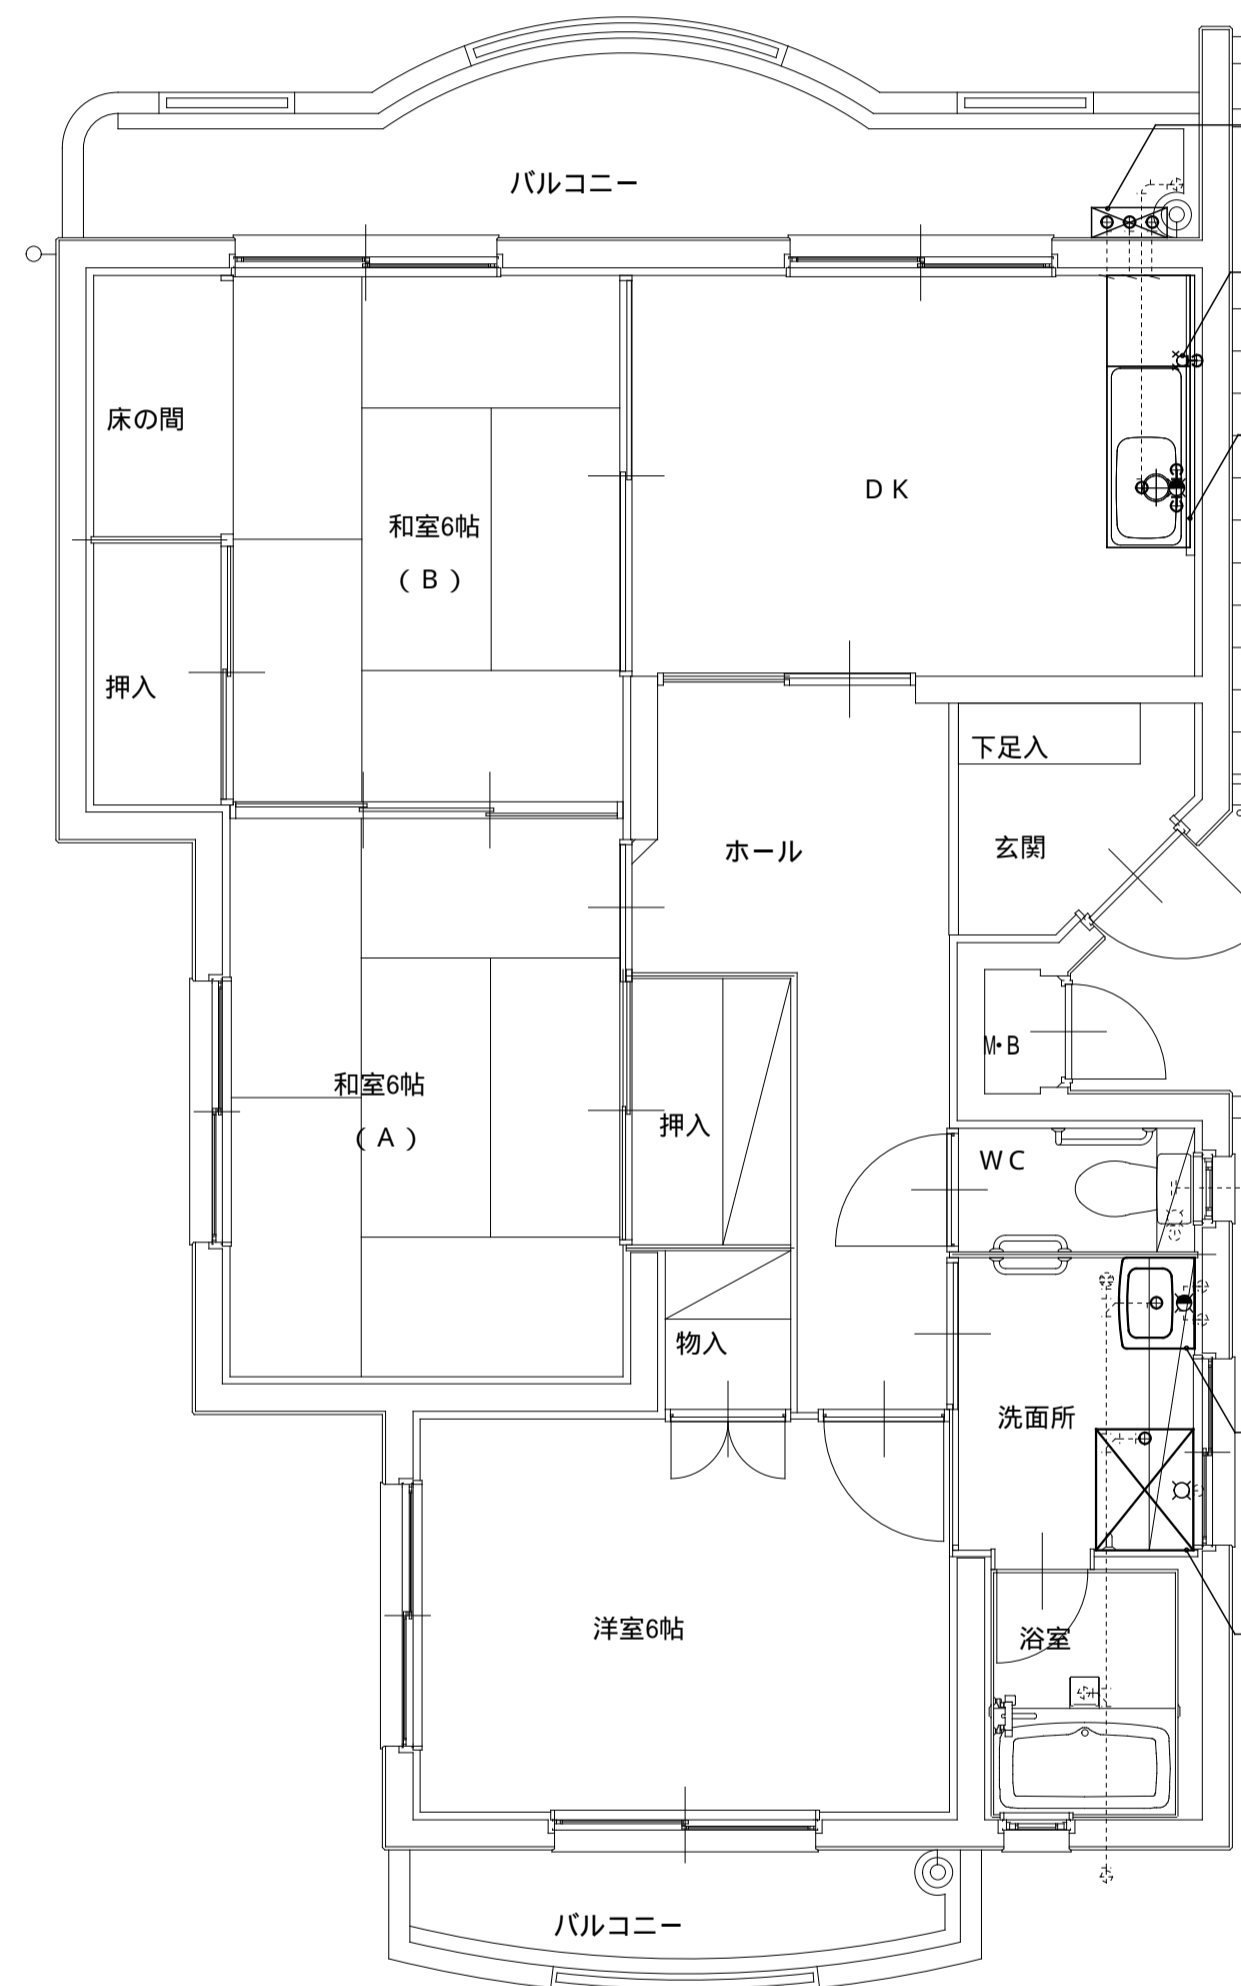 バルコニー
床の間
DK
和室6帖
(B)
押入
下足入
玄関
ホール
M・B
和室6帖
(A)
押入
WC
物入
洗面所
洋室6帖
浴室
バルコニー